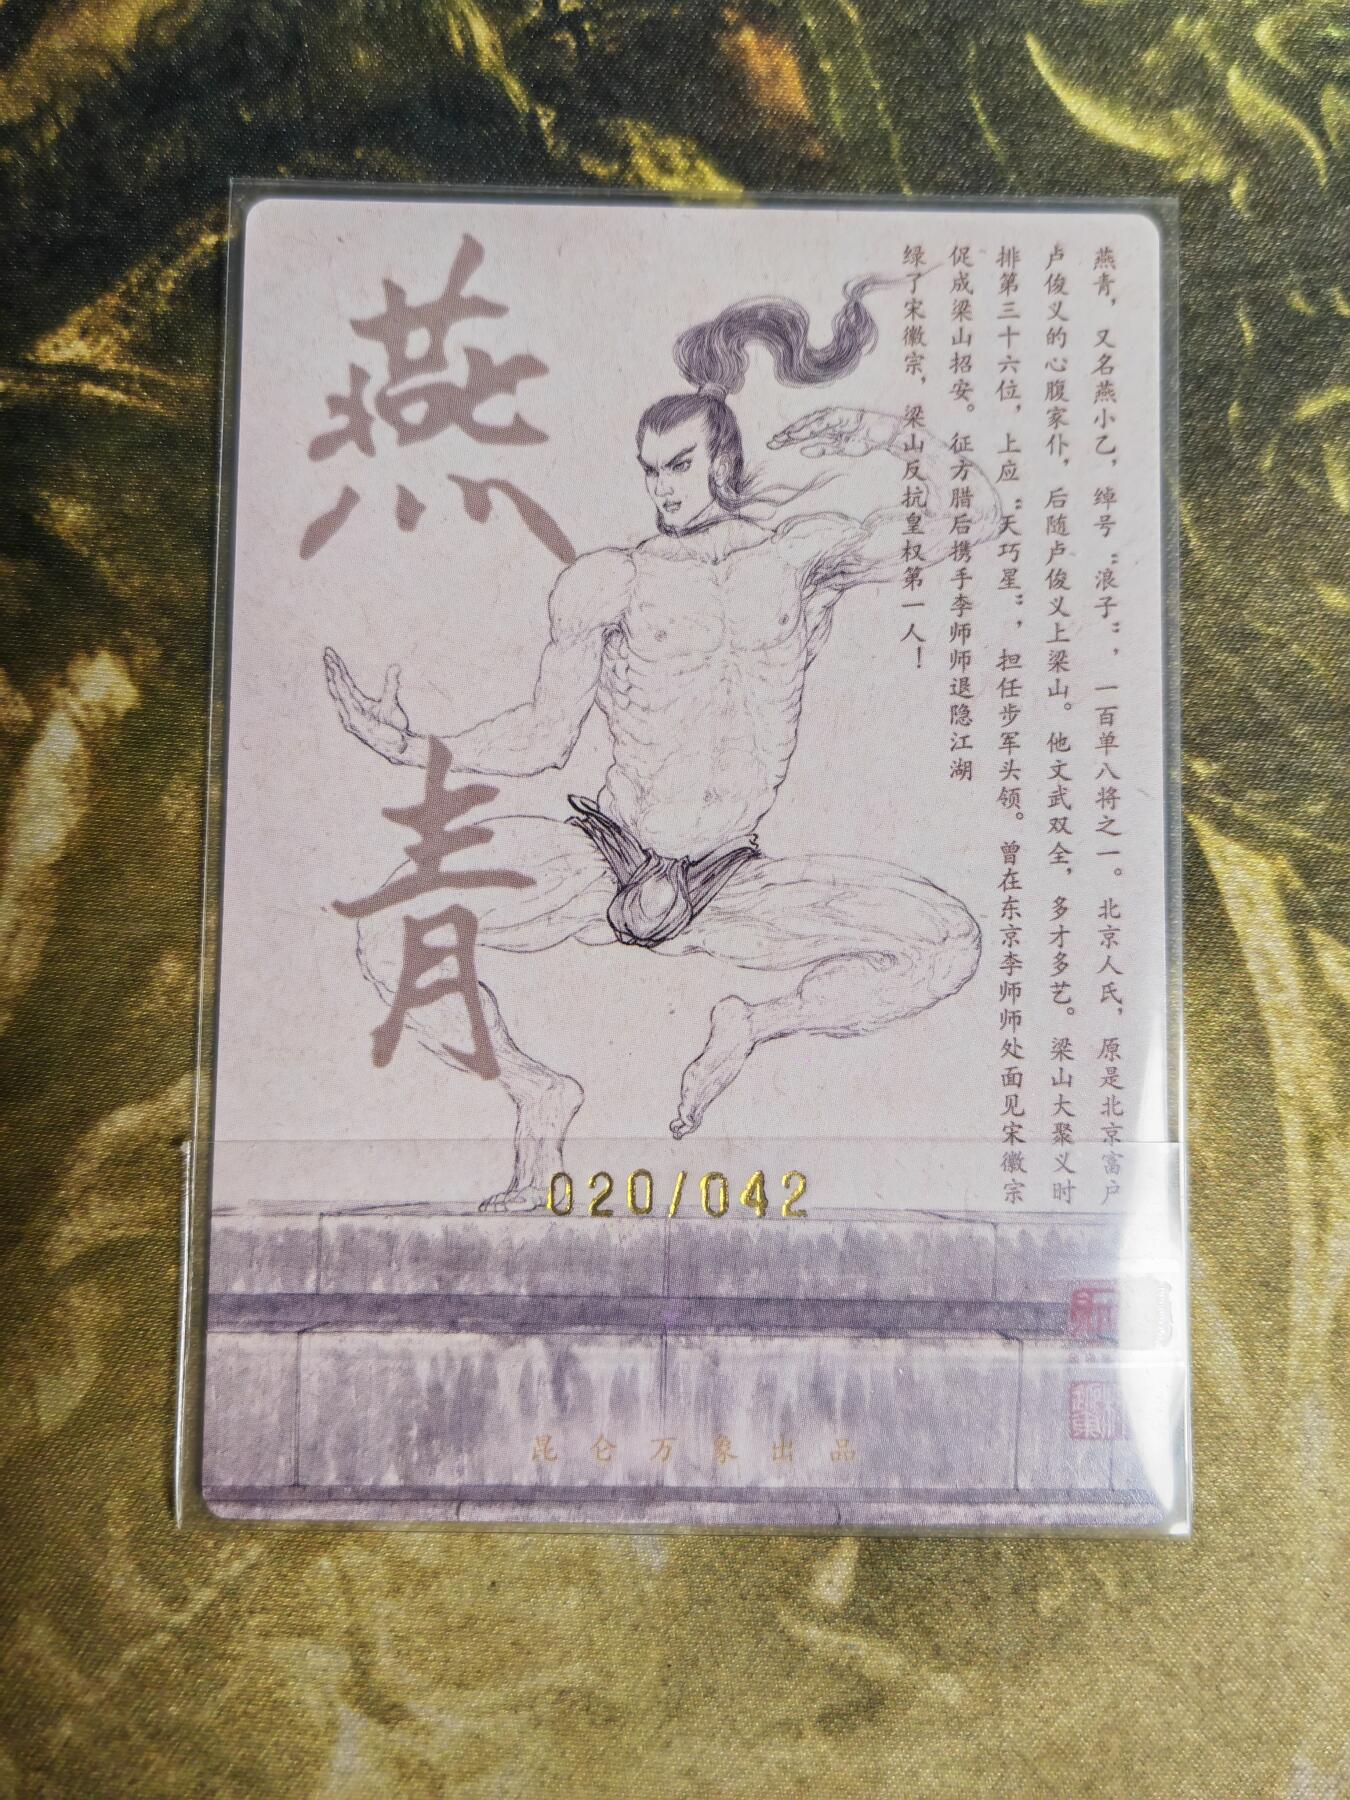 燕青
燕青，又名燕小乙，绰号“浪子”，一百单八将之一。北京人氏，原是北京富户
卢俊义的心腹家仆，后随卢俊义上梁山。他文武双全，多才多艺。梁山大聚义时
排第三十六位，上应“天巧星”，担任步军头领。曾在东京李师师处面见宋徽宗
促成梁山招安。征方腊后携手李师师退隐江湖
绿了宋徽宗，梁山反抗皇权第一人！
020/042
昆仑万象出品